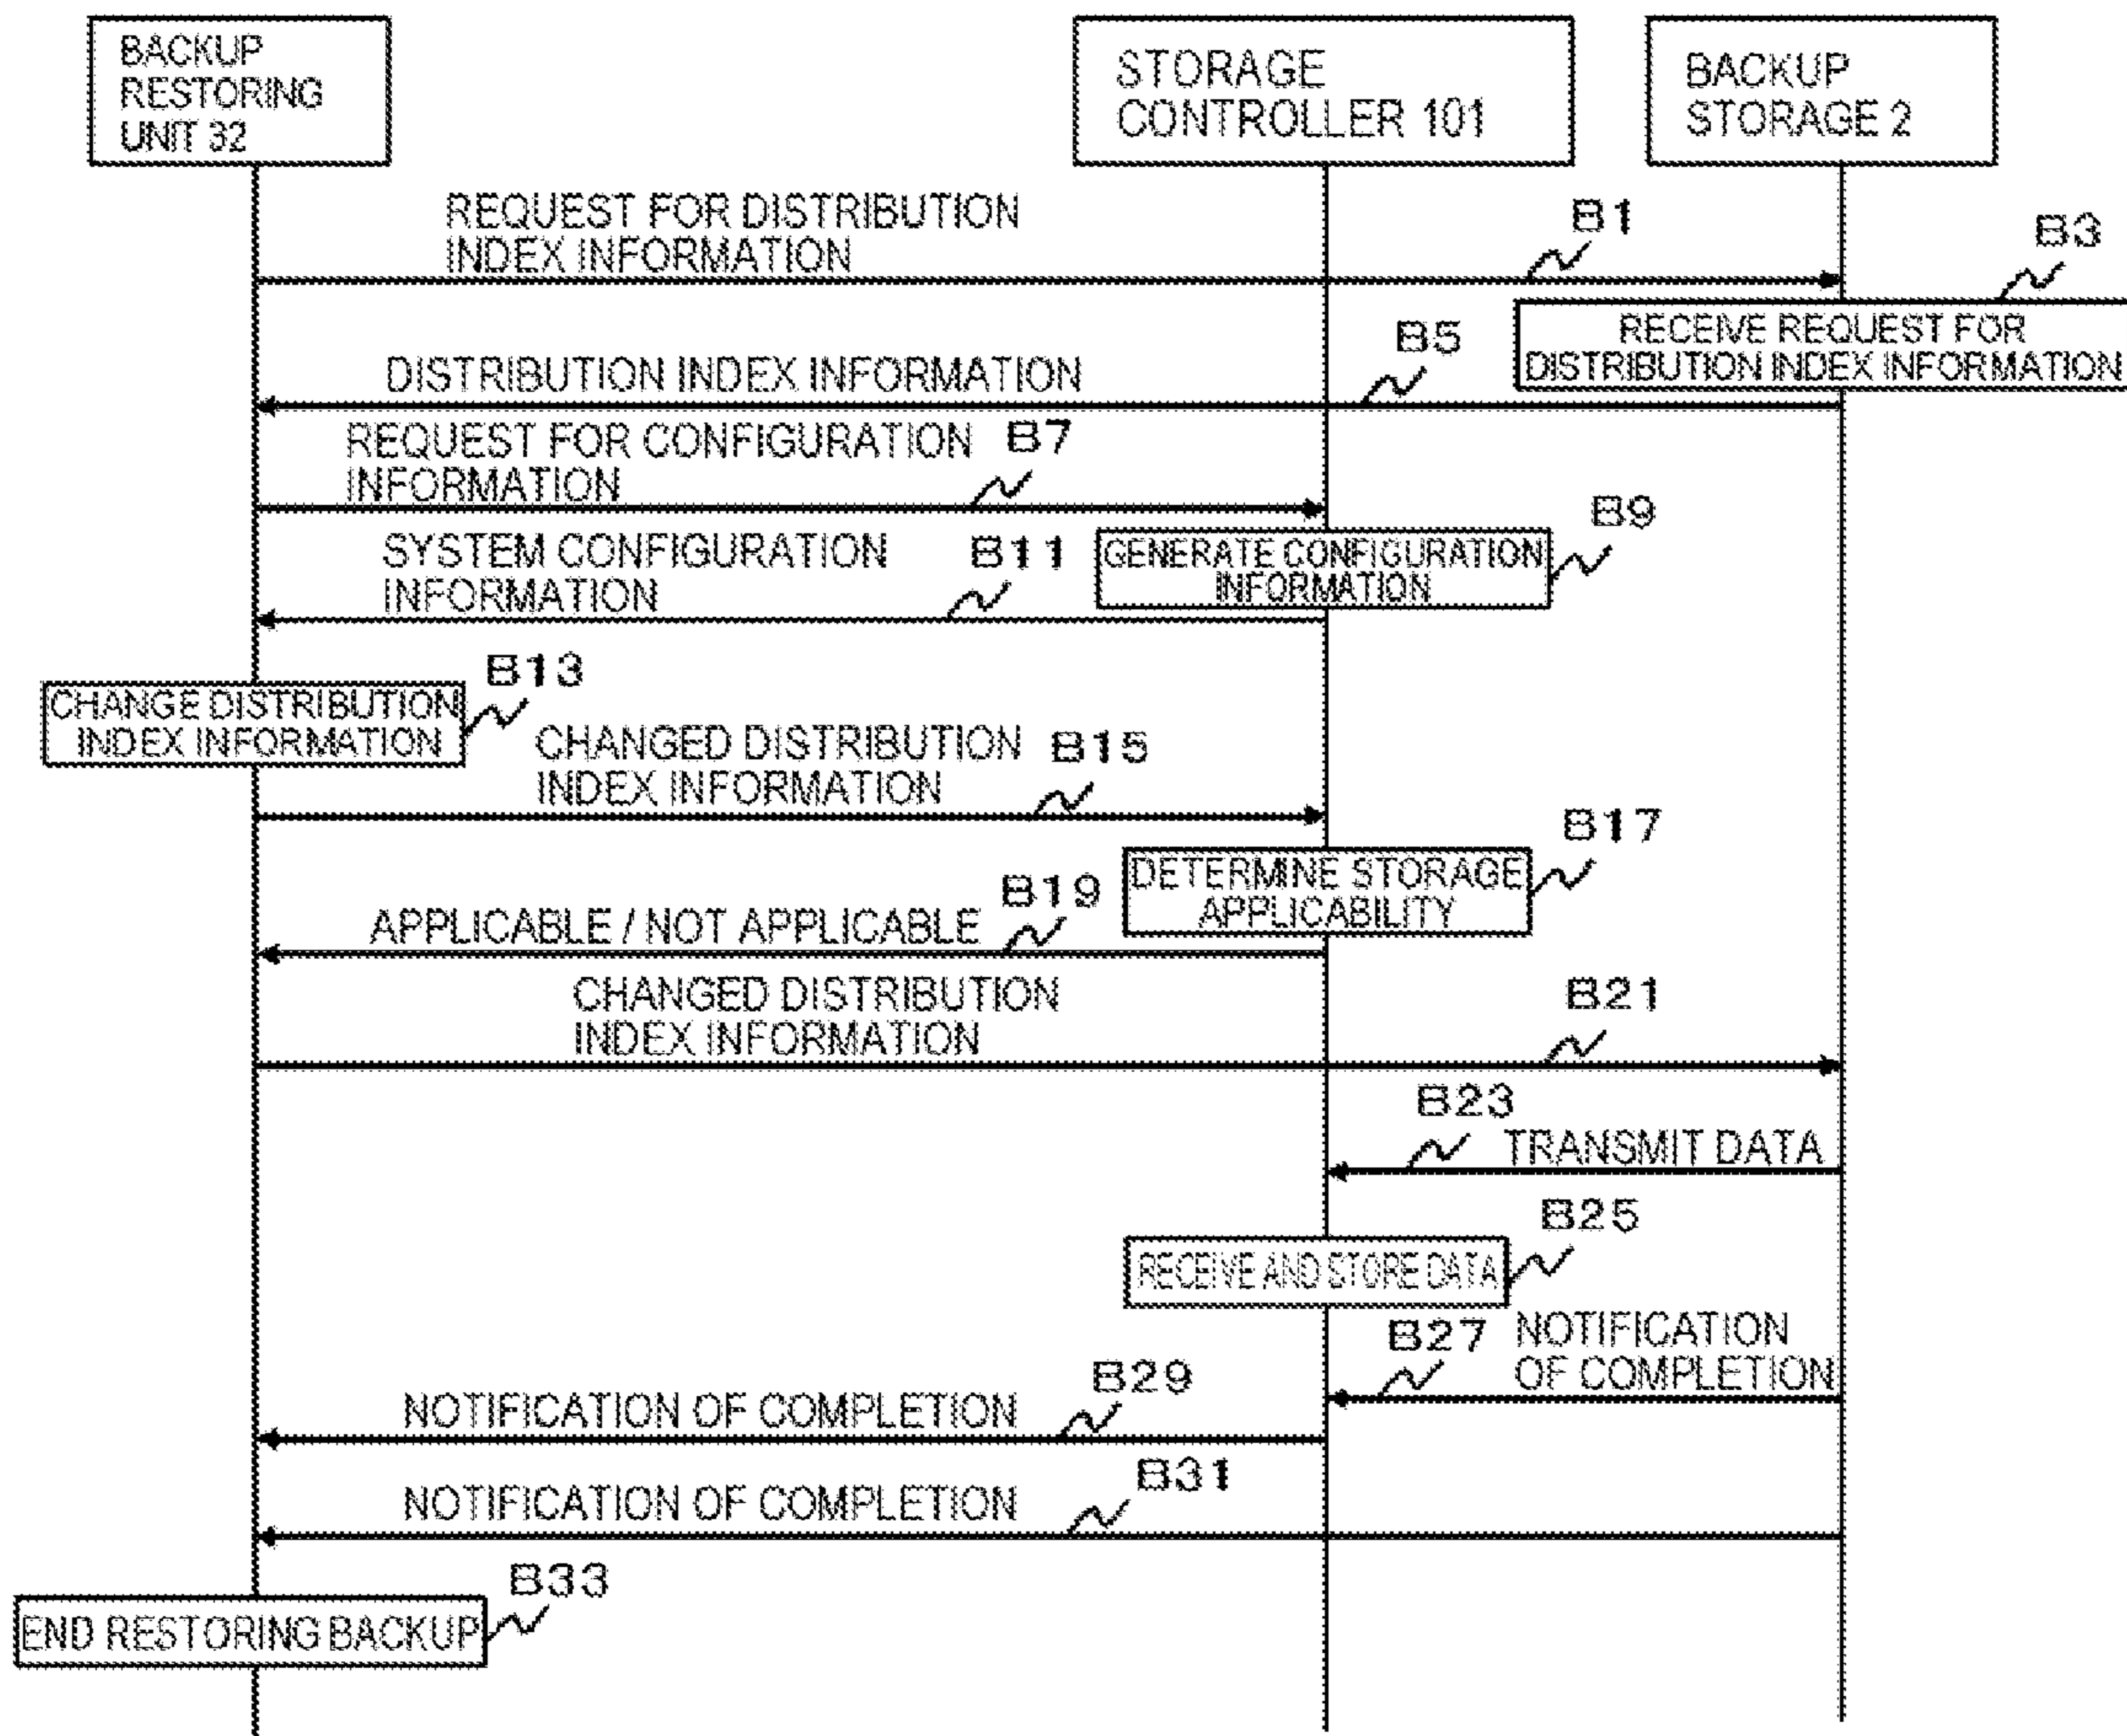 BACKUP
RESTORING
UNIT 32
STORAGE
CONTROLLER 101
BACKUP
STORAGE 2
REQUEST FOR DISTRIBUTION
INDEX INFORMATION
B1
B3
RECEIVE REQUEST FOR
DISTRIBUTION INDEX INFORMATION
B5
DISTRIBUTION INDEX INFORMATION
REQUEST FOR CONFIGURATION
INFORMATION
B7
B9
GENERATE CONFIGURATION
INFORMATION
SYSTEM CONFIGURATION
INFORMATION
B11
B13
CHANGE DISTRIBUTION
INDEX INFORMATION
CHANGED DISTRIBUTION
INDEX INFORMATION
B15
B17
DETERMINE STORAGE
APPLICABILITY
B19
APPLICABLE / NOT APPLICABLE
CHANGED DISTRIBUTION
INDEX INFORMATION
B21
B23
TRANSMIT DATA
B25
RECEIVE AND STORE DATA
B27
NOTIFICATION
OF COMPLETION
B29
NOTIFICATION OF COMPLETION
B31
NOTIFICATION OF COMPLETION
B33
END RESTORING BACKUP